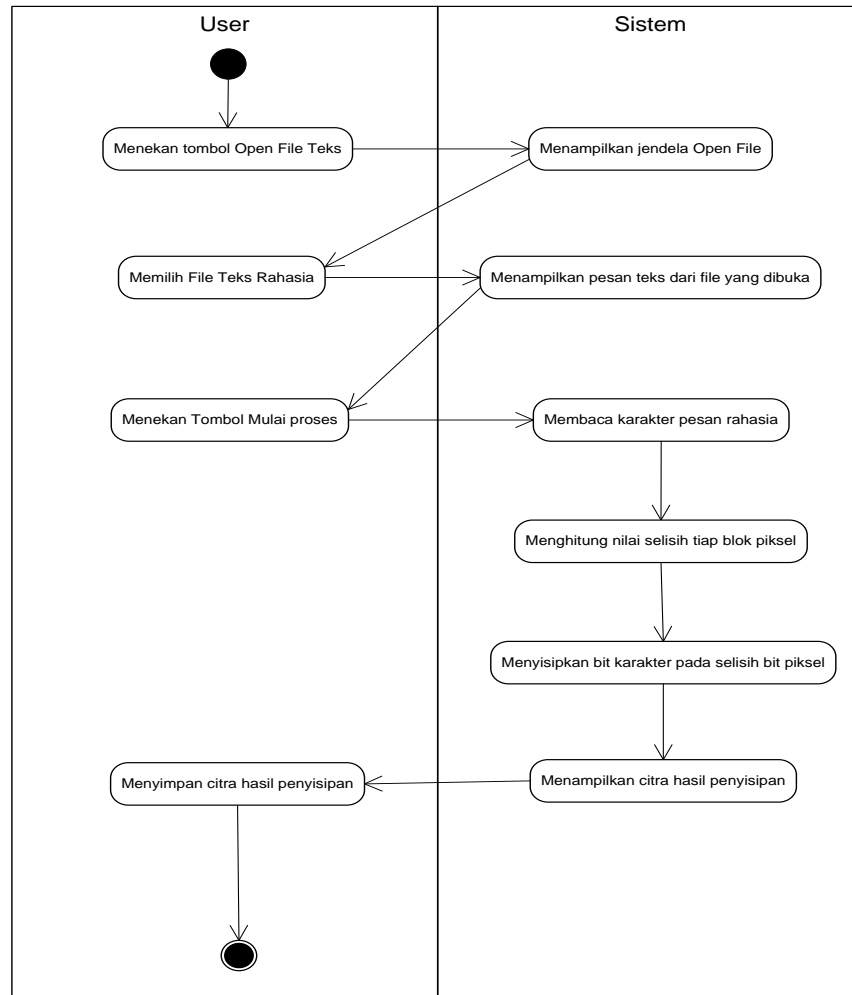 User
Sistem
Menekan tombol Open File Teks
Menampilkan jendela Open File
Memilih File Teks Rahasia
Menampilkan pesan teks dari file yang dibuka
Menekan Tombol Mulai proses
Membaca karakter pesan rahasia
Menghitung nilai selisih tiap blok piksel
Menyisipkan bit karakter pada selisih bit piksel
Menampilkan citra hasil penyisipan
Menyimpan citra hasil penyisipan